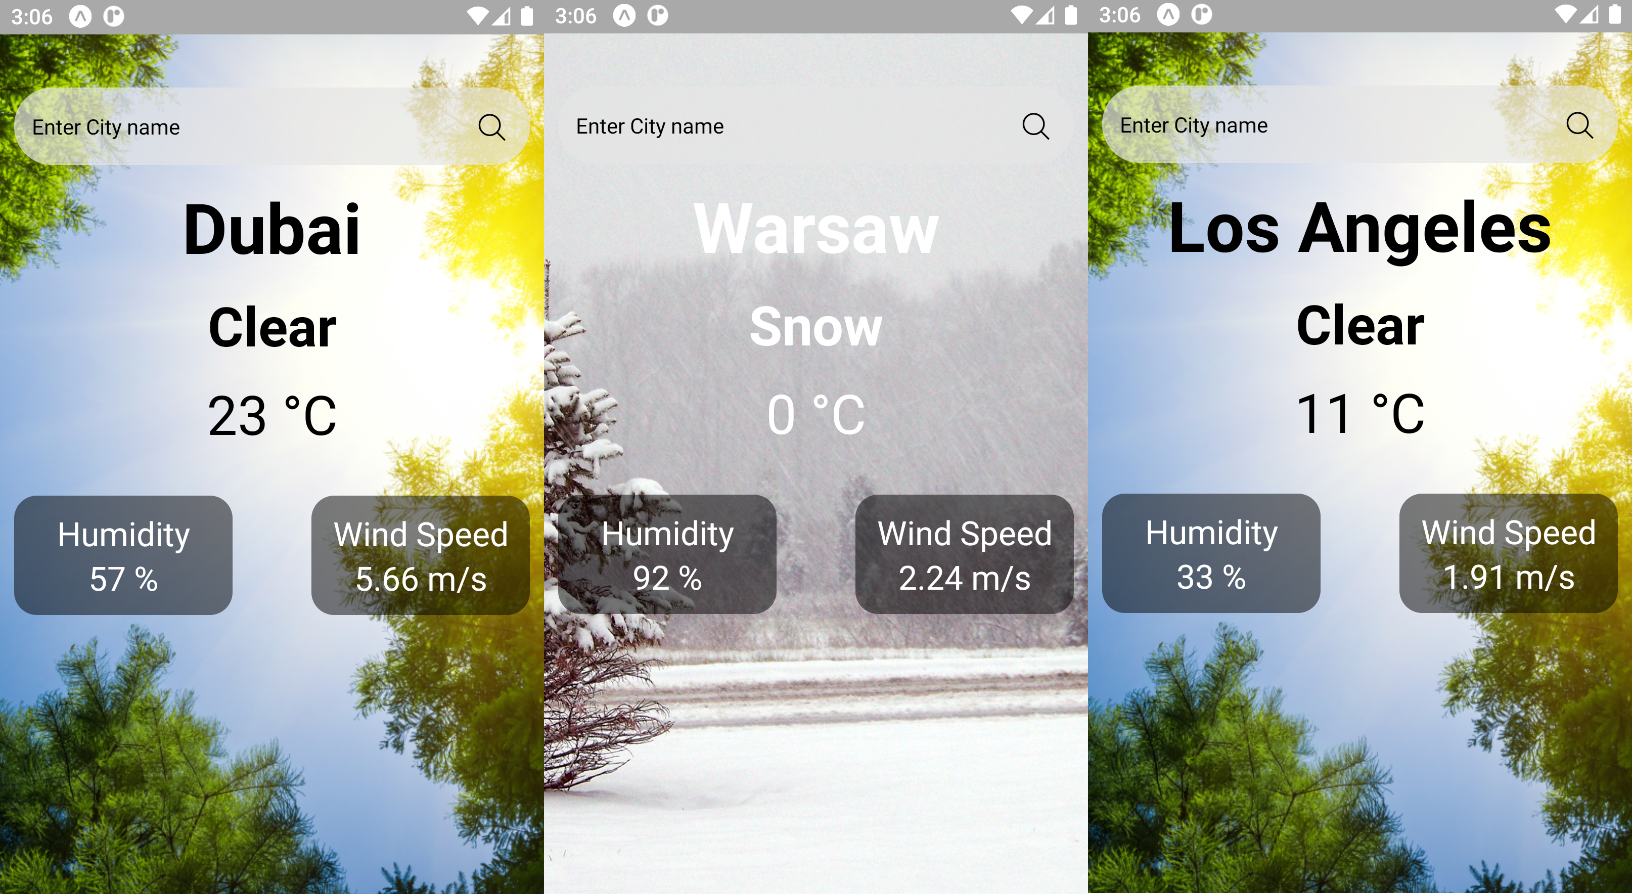 3:06
Enter City name
Dubai
Clear
23 °C
Humidity
57 %
Wind Speed
5.66 m/s
3:06
Enter City name
Warsaw
Snow
0 °C
Humidity
92 %
Wind Speed
2.24 m/s
3:06
Enter City name
Los Angeles
Clear
11 °C
Humidity
33 %
Wind Speed
1.91 m/s